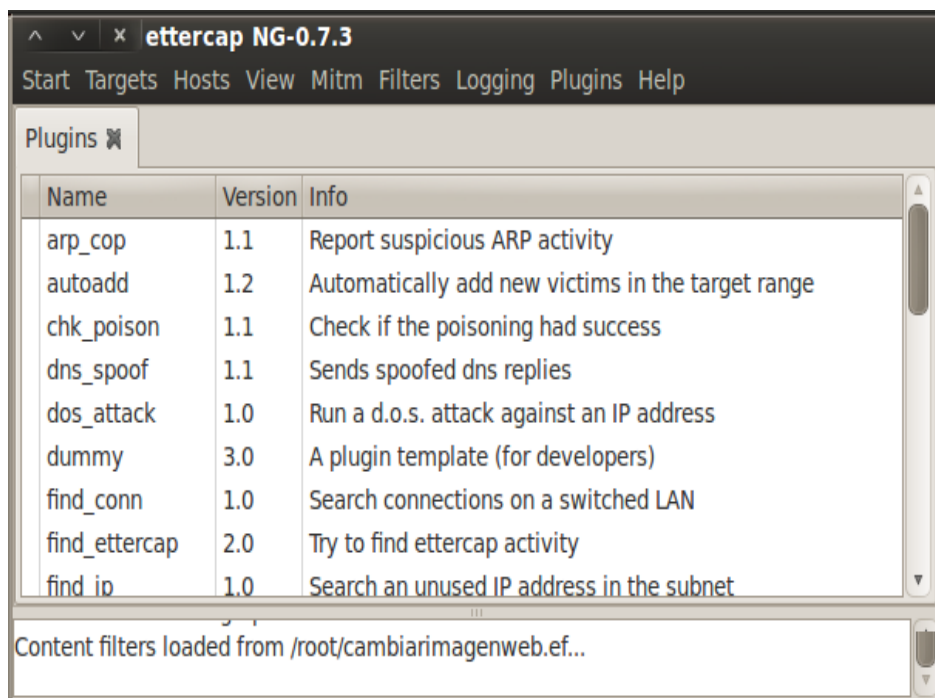 ettercap NG-0.7.3
Start Targets Hosts View Mitm Filters Logging Plugins Help
Plugins
Name Version Info
arp_cop 1.1 Report suspicious ARP activity
autoadd 1.2 Automatically add new victims in the target range
chk_poison 1.1 Check if the poisoning had success
dns_spoof 1.1 Sends spoofed dns replies
dos_attack 1.0 Run a d.o.s. attack against an IP address
dummy 3.0 A plugin template (for developers)
find_conn 1.0 Search connections on a switched LAN
find_ettercap 2.0 Try to find ettercap activity
find_ip 1.0 Search an unused IP address in the subnet
Content filters loaded from /root/cambiarimagenweb.ef...